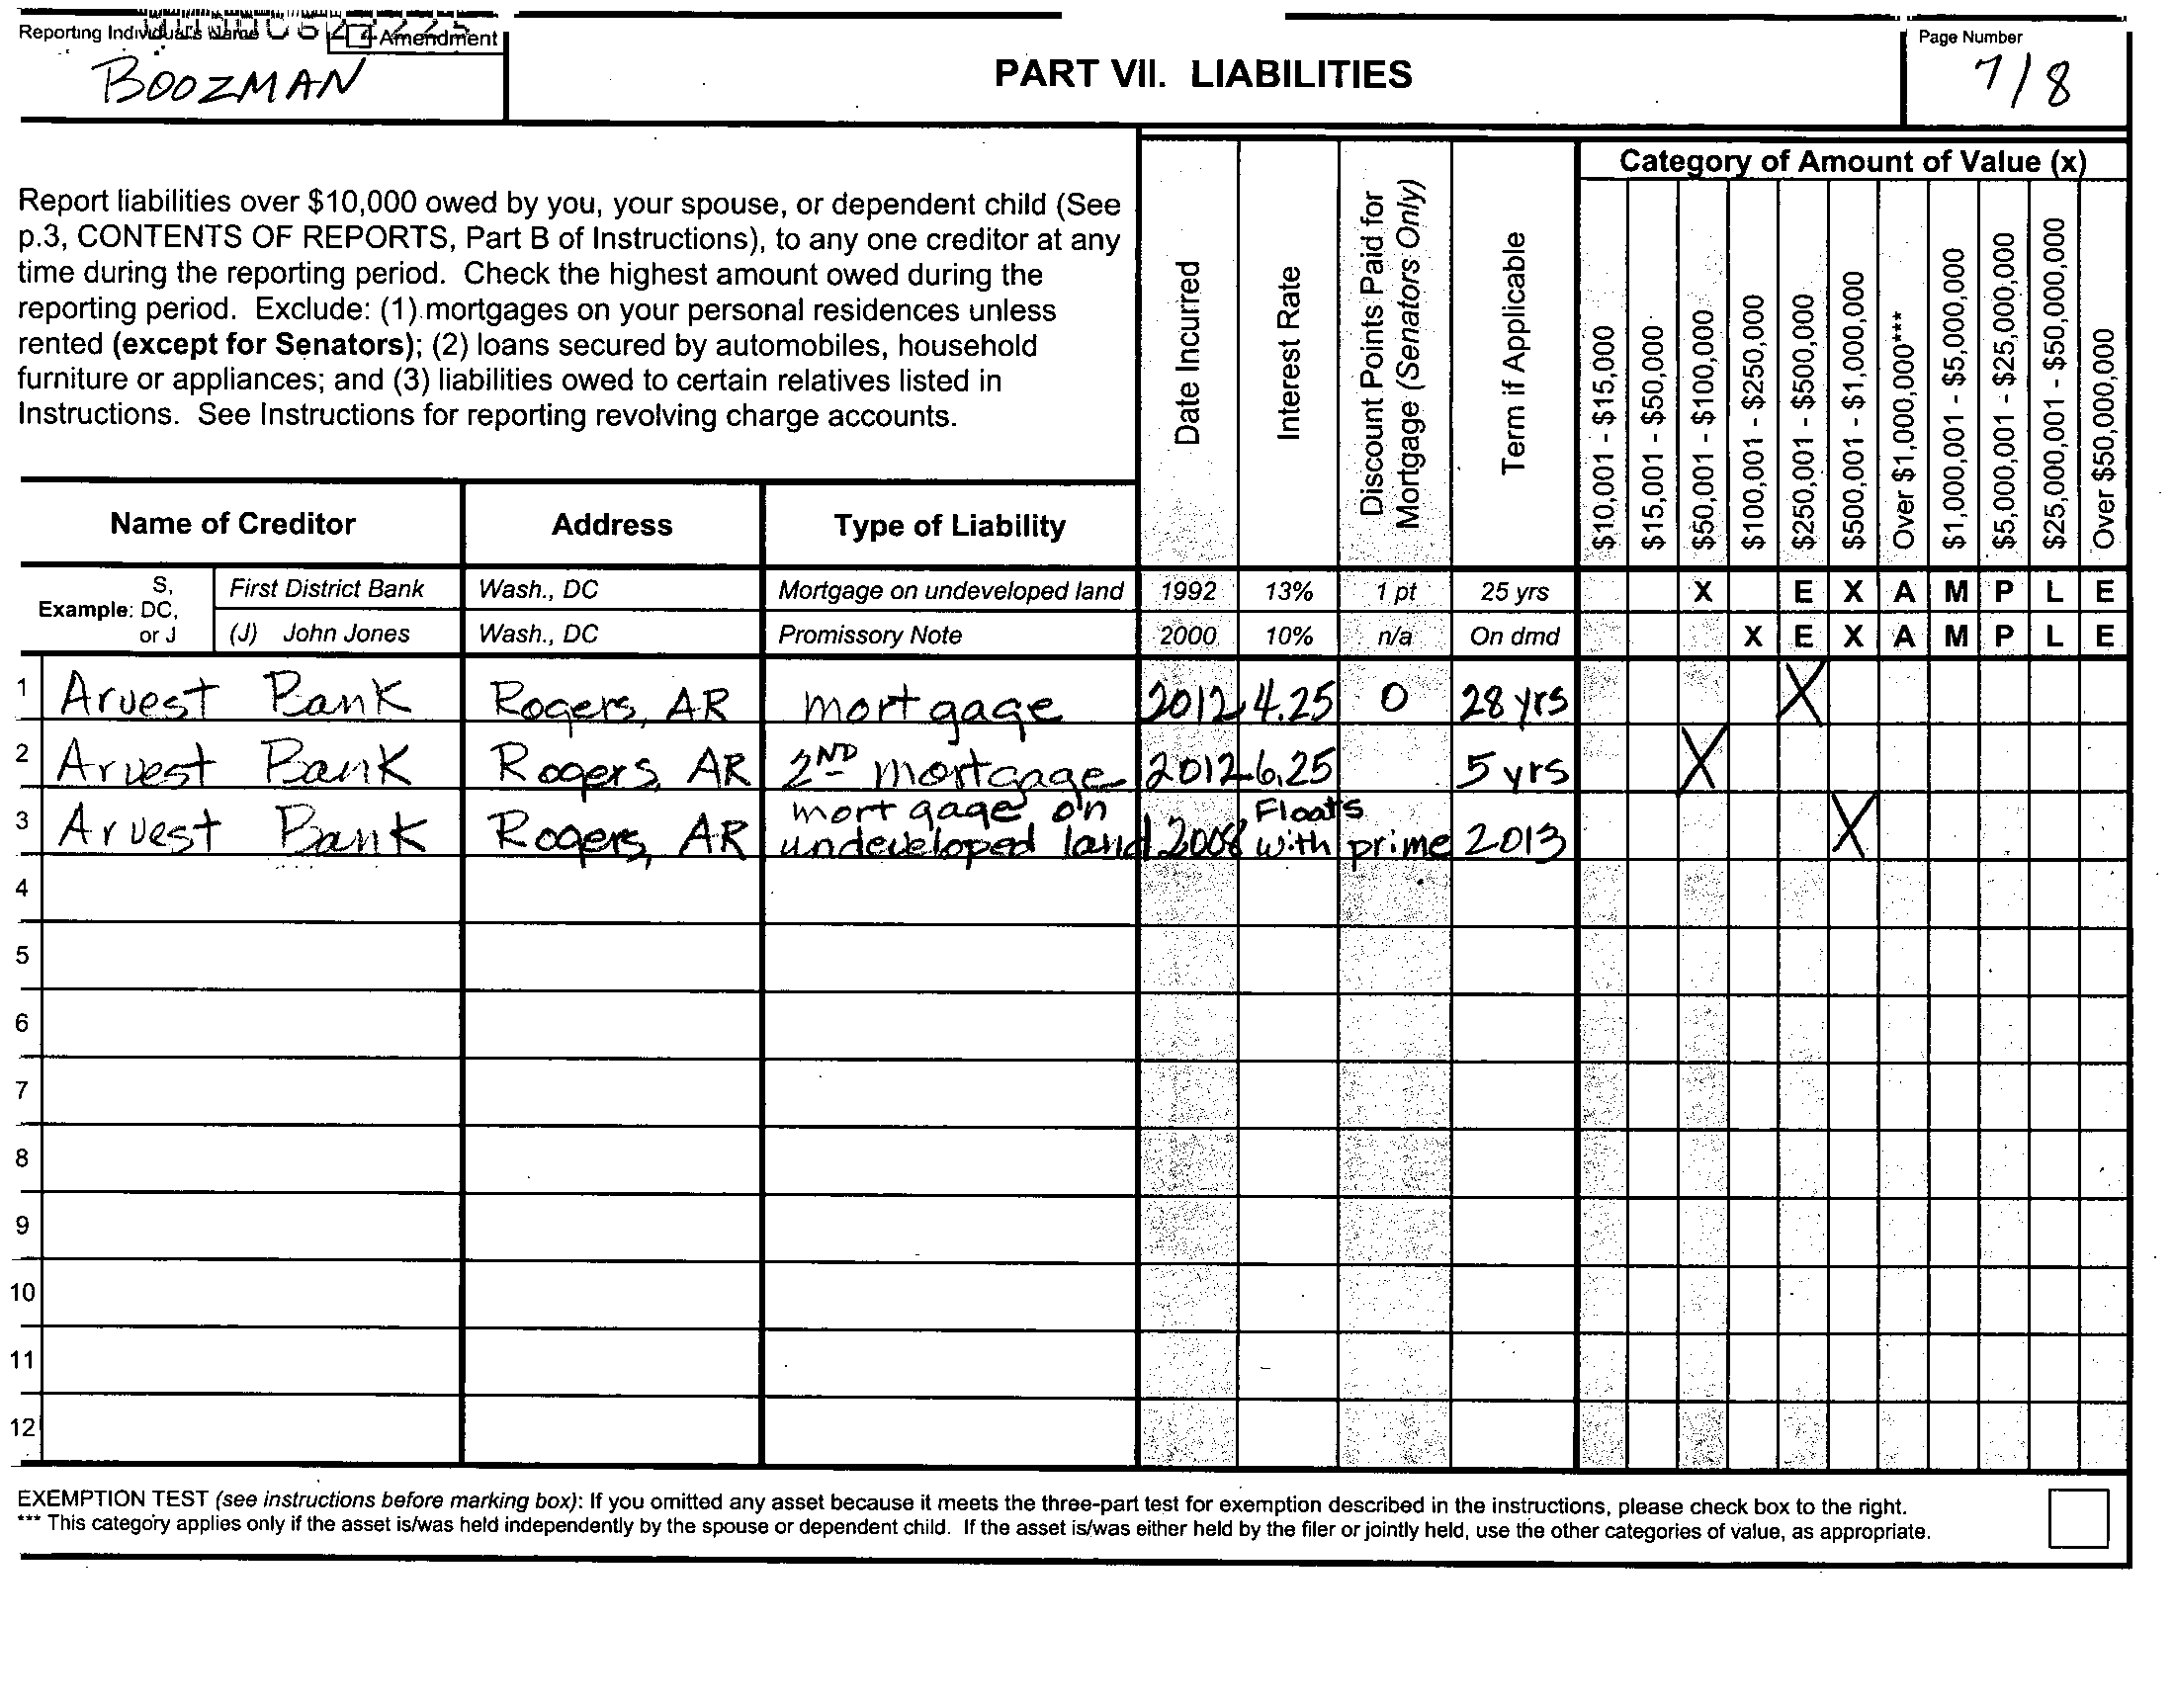 Reporting Individual's Name
Amendment
BOOZMAN
PART VII. LIABILITIES
Page Number
7/8
Report liabilities over $10,000 owed by you, your spouse, or dependent child (See
p.3, CONTENTS OF REPORTS, Part B of Instructions), to any one creditor at any
time during the reporting period. Check the highest amount owed during the
reporting period. Exclude: (1) mortgages on your personal residences unless
rented (except for Senators); (2) loans secured by automobiles, household
furniture or appliances; and (3) liabilities owed to certain relatives listed in
Instructions. See Instructions for reporting revolving charge accounts.
Date Incurred
Interest Rate
Discount Points Paid for
Mortgage (Senators Only)
Term if Applicable
Category of Amount of Value (x)
$10,001 - $15,000
$15,001 - $50,000
$50,001 - $100,000
$100,001 - $250,000
$250,001 - $500,000
$500,001 - $1,000,000
Over $1,000,000***
$1,000,001 - $5,000,000
$5,000,001 - $25,000,000
$25,000,001 - $50,000,000
Over $50,000,000
Name of Creditor Address Type of Liability
Example: S, DC, or J
First District Bank Wash., DC Mortgage on undeveloped land 1992 13% 1 pt 25 yrs X E X A M P L E
(J) John Jones Wash., DC Promissory Note 2000 10% n/a On dmd X E X A M P L E
1 Arvest Bank Rogers, AR mortgage 2012 4.25 0 28 yrs X
2 Arvest Bank Rogers, AR 2ND mortgage 2012 6.25 5 yrs X
3 Arvest Bank Rogers, AR mortgage on undeveloped land 2008 Floats with prime 2013 X
4
5
6
7
8
9
10
11
12
EXEMPTION TEST (see instructions before marking box): If you omitted any asset because it meets the three-part test for exemption described in the instructions, please check box to the right.
*** This category applies only if the asset is/was held independently by the spouse or dependent child. If the asset is/was either held by the filer or jointly held, use the other categories of value, as appropriate.